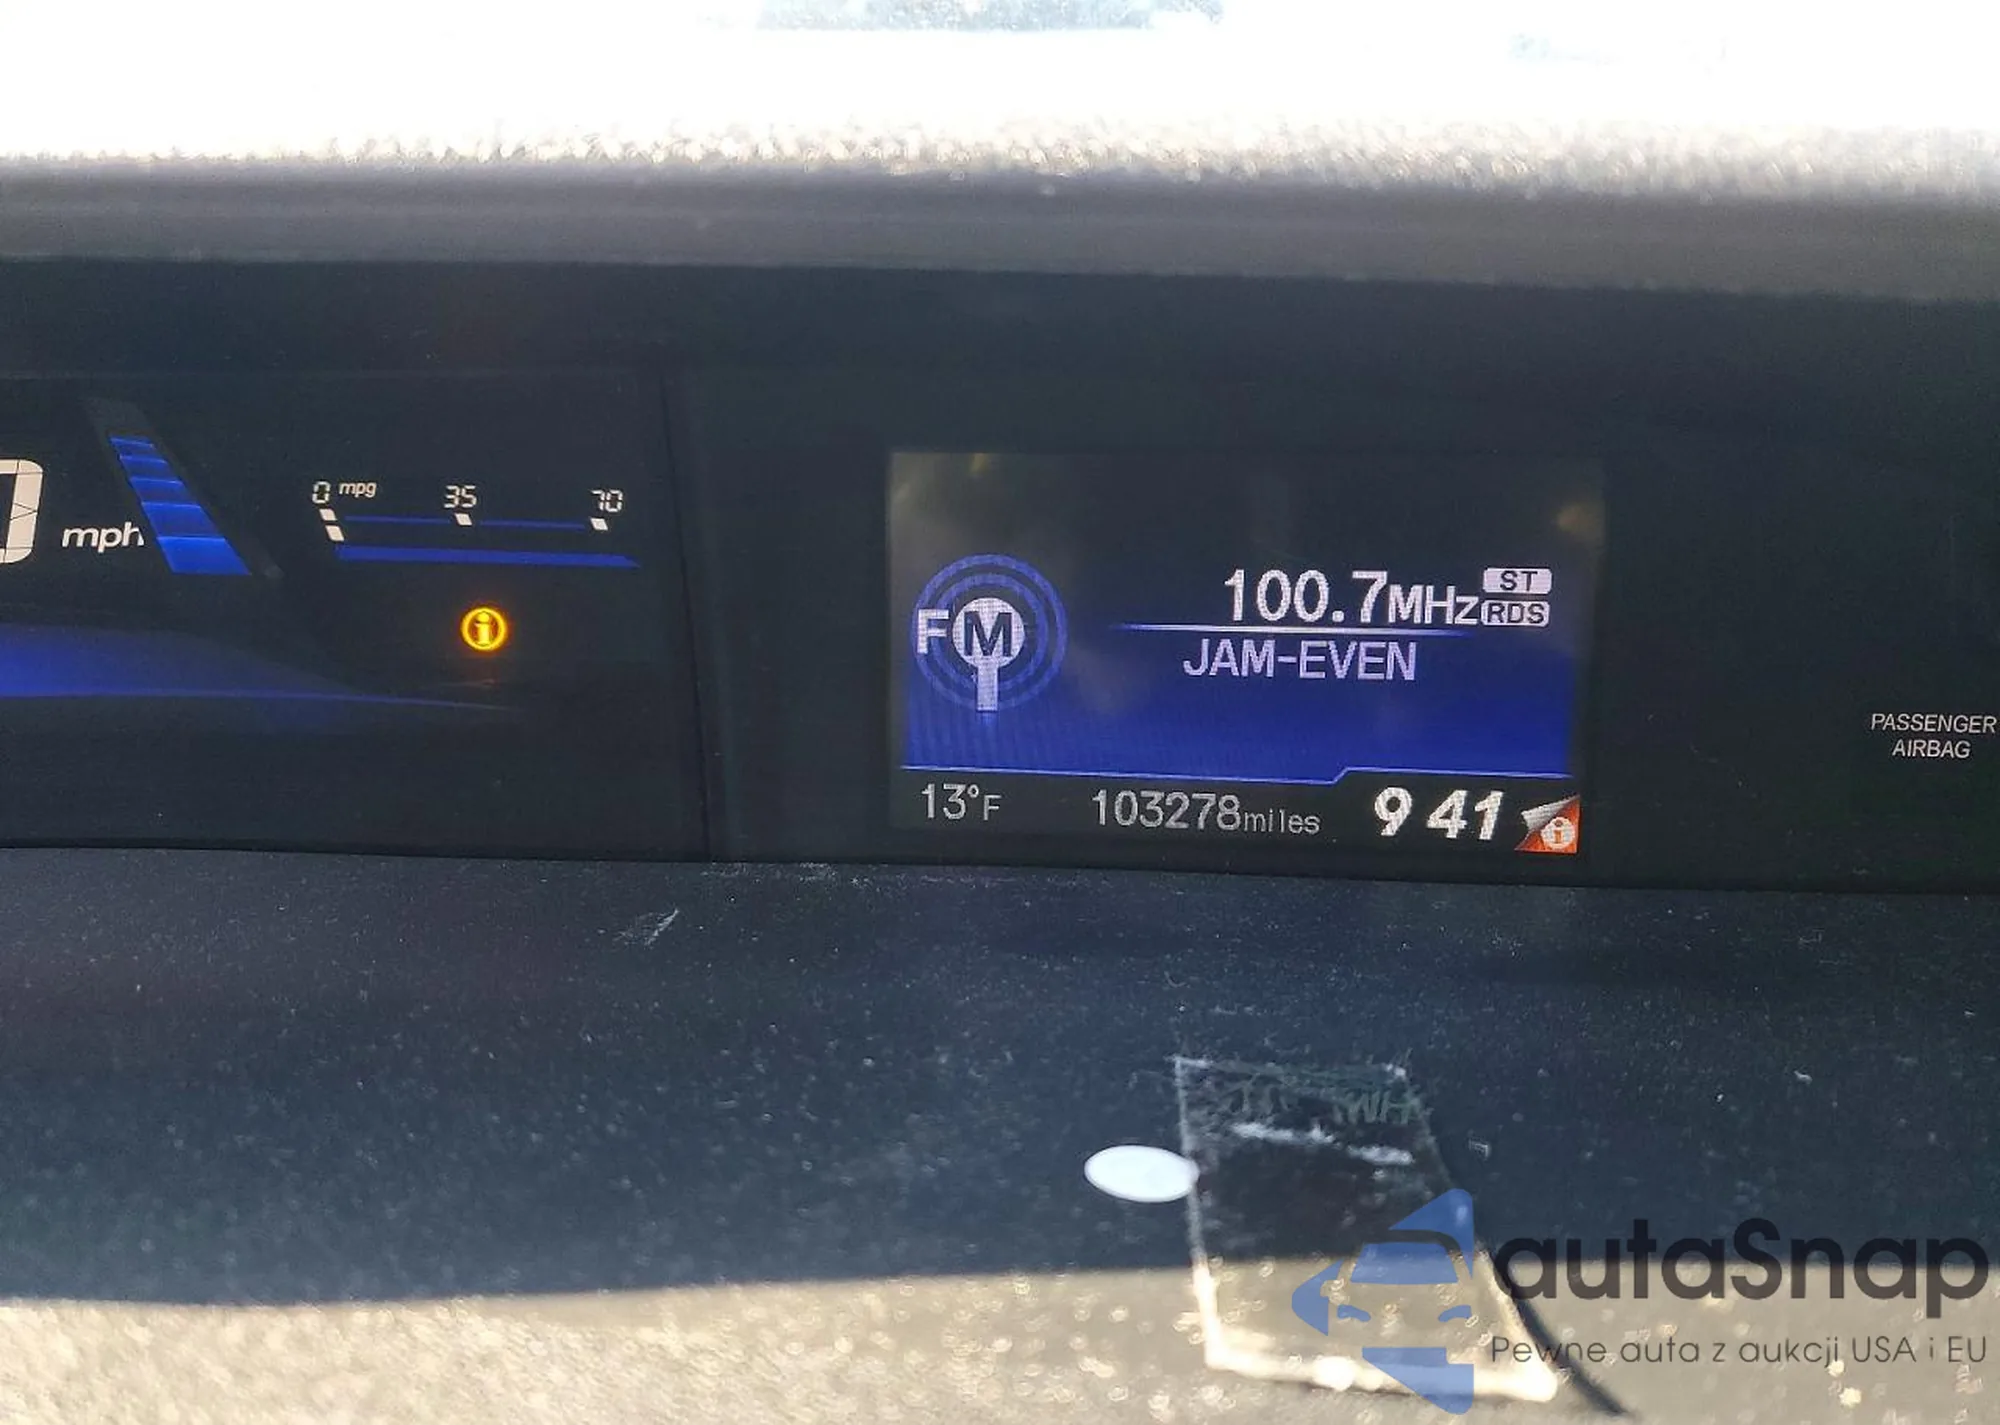 0 mph
0 mpg 35 70
FM
100.7MHz ST
RDS
JAM-EVEN
13°F 103278miles 9 41
PASSENGER
AIRBAG
autaSnap
Pewne auta z aukcji USA i EU